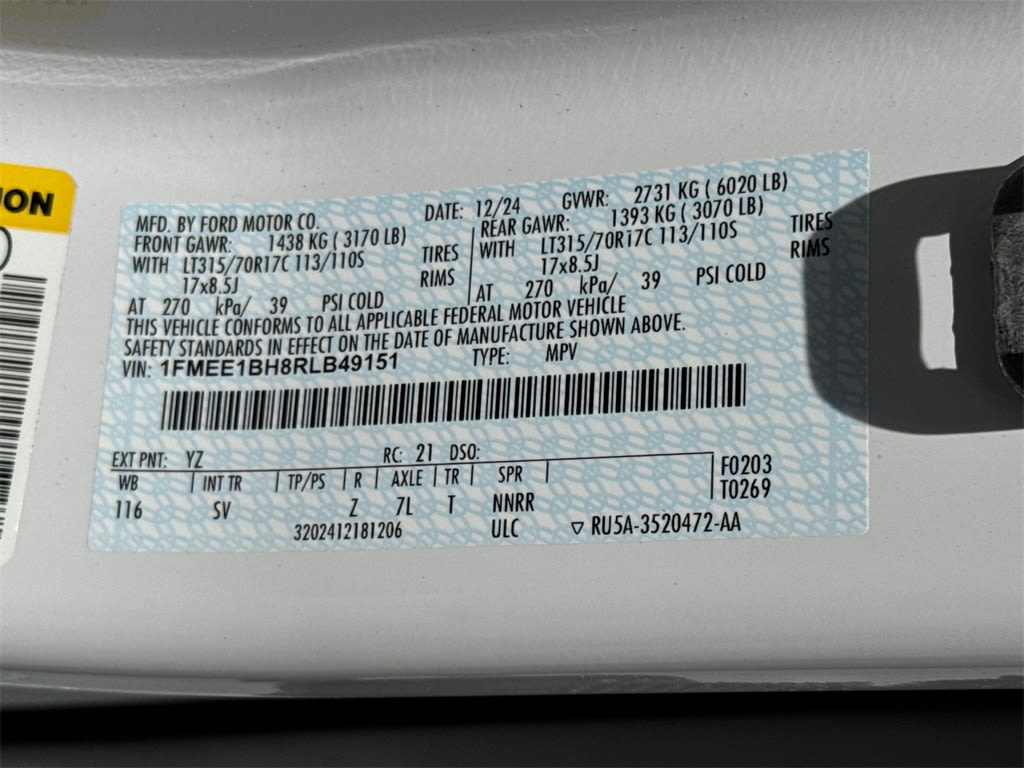 ION
MFD. BY FORD MOTOR CO. DATE: 12/24 GVWR: 2731 KG ( 6020 LB)
FRONT GAWR: 1438 KG ( 3170 LB) REAR GAWR: 1393 KG ( 3070 LB)
WITH LT315/70R17C 113/110S TIRES WITH LT315/70R17C 113/110S TIRES
17x8.5J RIMS 17x8.5J RIMS
AT 270 kPa/ 39 PSI COLD AT 270 kPa/ 39 PSI COLD
THIS VEHICLE CONFORMS TO ALL APPLICABLE FEDERAL MOTOR VEHICLE
SAFETY STANDARDS IN EFFECT ON THE DATE OF MANUFACTURE SHOWN ABOVE.
VIN: 1FMEE1BH8RLB49151 TYPE: MPV
EXT PNT: YZ RC: 21 DSO:
WB INT TR TP/PS R AXLE TR SPR F0203
116 SV Z 7L T NNRR T0269
3202412181206 ULC ▽ RU5A-3520472-AA